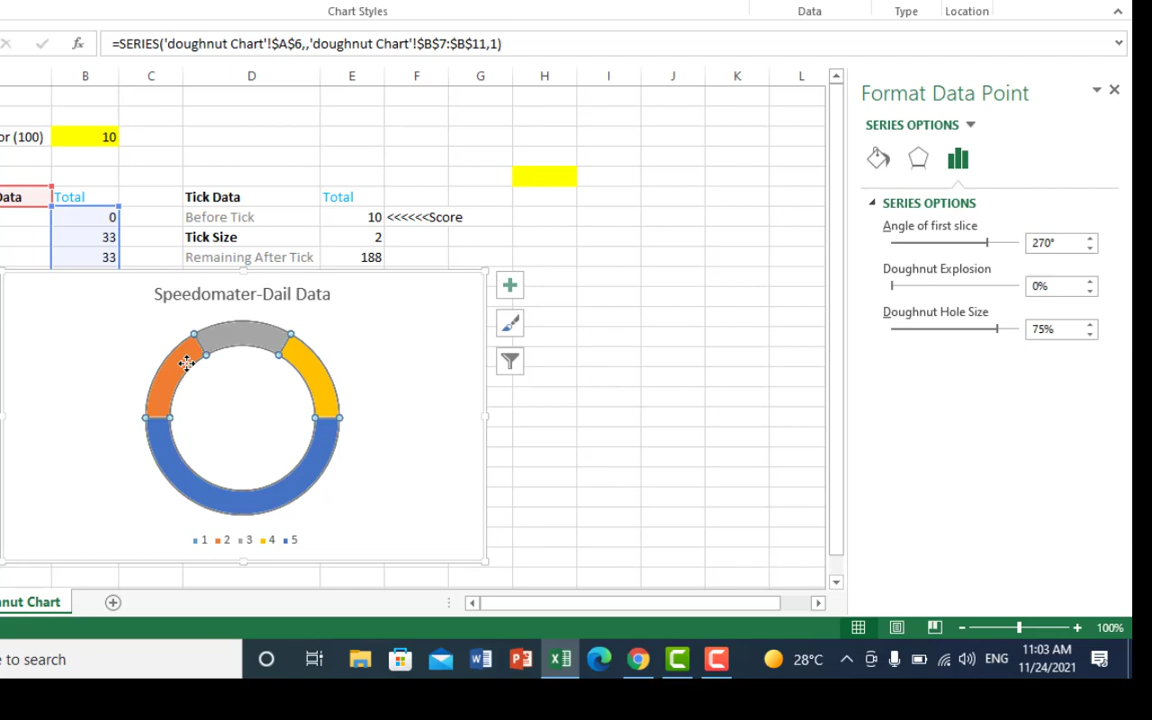 Chart Styles Data Type Location
fx =SERIES('doughnut Chart'!$A$6,,'doughnut Chart'!$B$7:$B$11,1)
B C D E F G H I J K L
or (100) 10
Data Total Tick Data Total
0 Before Tick 10 <<<<<<Score
33 Tick Size 2
33 Remaining After Tick 188
Speedomater-Dail Data
1 2 3 4 5
Format Data Point
SERIES OPTIONS
SERIES OPTIONS
Angle of first slice
270°
Doughnut Explosion
0%
Doughnut Hole Size
75%
nut Chart
100%
e to search
28°C ENG 11:03 AM
11/24/2021